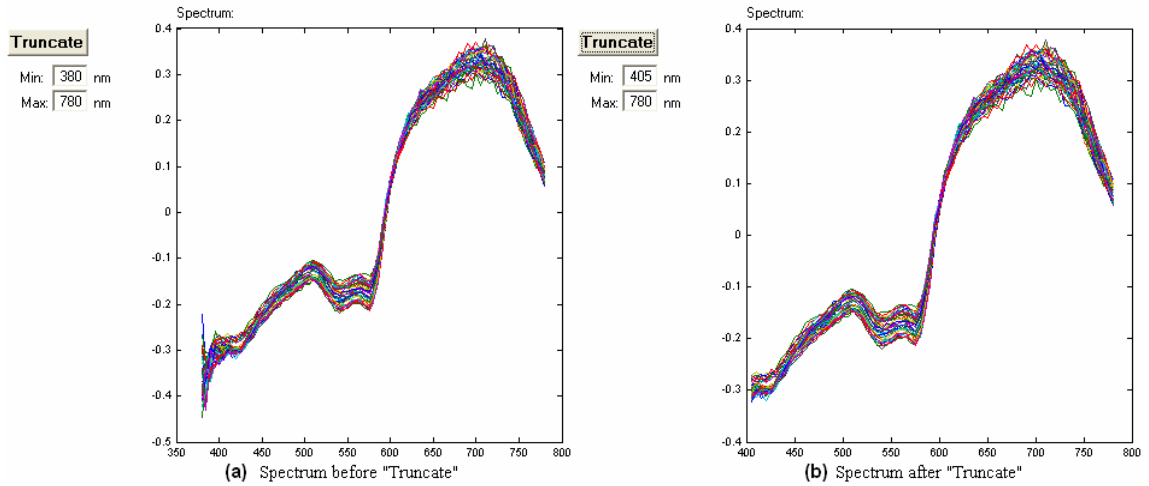 Spectrum:
Truncate
Min: 380 nm
Max: 780 nm
0.4
0.3
0.2
0.1
0
-0.1
-0.2
-0.3
-0.4
-0.5
350 400 450 500 550 600 650 700 750 800
(a) Spectrum before "Truncate"
Spectrum:
Truncate
Min: 405 nm
Max: 780 nm
0.4
0.3
0.2
0.1
0
-0.1
-0.2
-0.3
-0.4
400 450 500 550 600 650 700 750 800
(b) Spectrum after "Truncate"